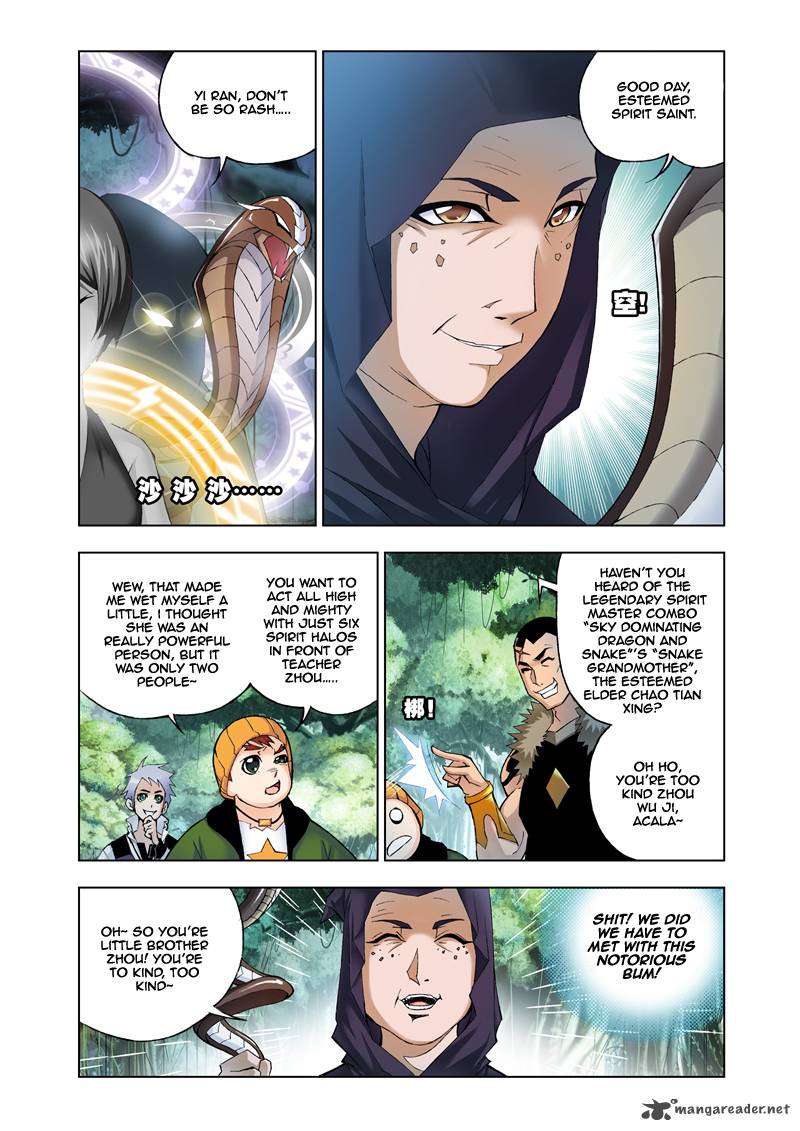 YI RAN, DON'T
BE SO RASH.....
GOOD DAY,
ESTEEMED
SPIRIT SAINT.
空!
沙 沙 沙……
WEW, THAT MADE
ME WET MYSELF A
LITTLE, I THOUGHT
SHE WAS AN
REALLY POWERFUL
PERSON, BUT IT
WAS ONLY TWO
PEOPLE~
YOU WANT TO
ACT ALL HIGH
AND MIGHTY
WITH JUST SIX
SPIRIT HALOS
IN FRONT OF
TEACHER
ZHOU.....
HAVEN'T YOU
HEARD OF THE
LEGENDARY SPIRIT
MASTER COMBO
"SKY DOMINATING
DRAGON AND
SNAKE"'S "SNAKE
GRANDMOTHER",
THE ESTEEMED
ELDER CHAO TIAN
XING?
梆!
OH HO,
YOU'RE TOO
KIND ZHOU
WU JI,
ACALA~
OH~ SO YOU'RE
LITTLE BROTHER
ZHOU! YOU'RE
TO KIND, TOO
KIND~
SHIT! WE DID
WE HAVE TO
MET WITH THIS
NOTORIOUS
BUM!
mangareader.net